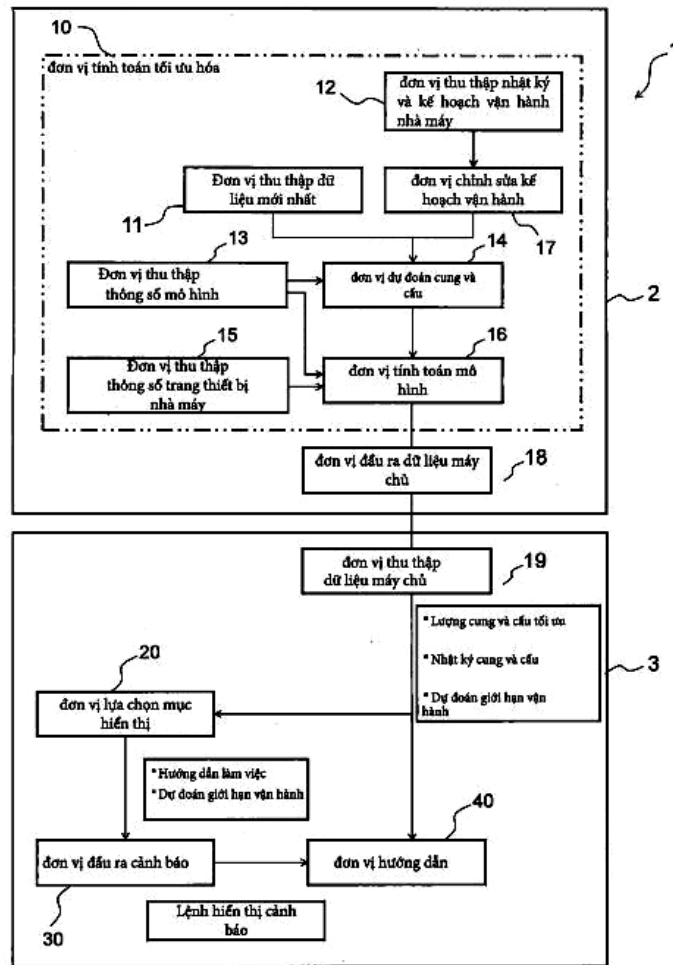 10
đơn vị tính toán tối ưu hóa
12
đơn vị thu thập nhật ký
và kế hoạch vận hành
nhà máy
Đơn vị thu thập dữ
liệu mới nhất
11
đơn vị chỉnh sửa kế
hoạch vận hành
17
13
Đơn vị thu thập
thông số mô hình
14
đơn vị dự đoán cung và
cầu
2
15
Đơn vị thu thập
thông số trang thiết bị
nhà máy
16
đơn vị tính toán mô
hình
đơn vị đầu ra dữ liệu máy
chủ
18
đơn vị thu thập
dữ liệu máy chủ
19
* Lượng cung và cầu tối ưu
* Nhật ký cung và cầu
* Dự đoán giới hạn vận
hành
3
20
đơn vị lựa chọn mục
hiển thị
* Hướng dẫn làm việc
* Dự đoán giới hạn vận hành
40
đơn vị đầu ra cảnh báo
đơn vị hướng dẫn
30
Lệnh hiển thị cảnh
báo